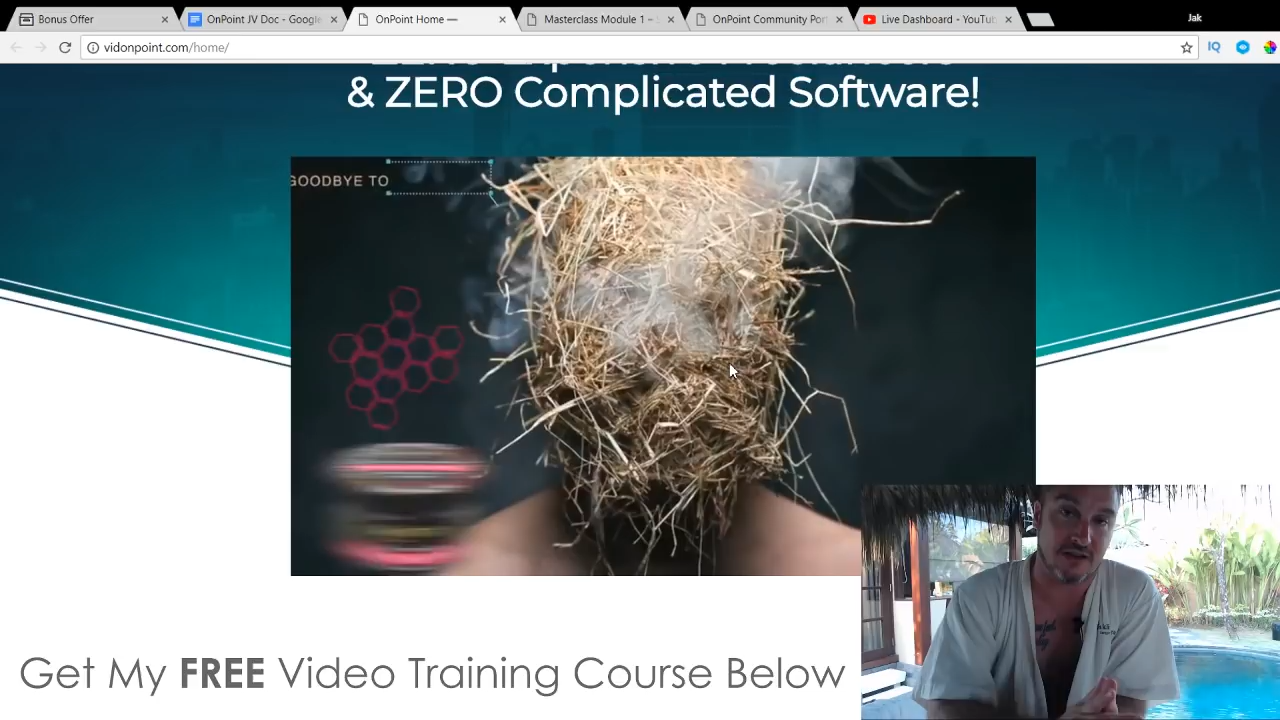 Bonus Offer
OnPoint JV Doc - Google
OnPoint Home —
Masterclass Module 1 –
OnPoint Community Por
Live Dashboard - YouTu
Jak
vidonpoint.com/home/
IQ
& ZERO Complicated Software!
GOODBYE TO
Get My FREE Video Training Course Below